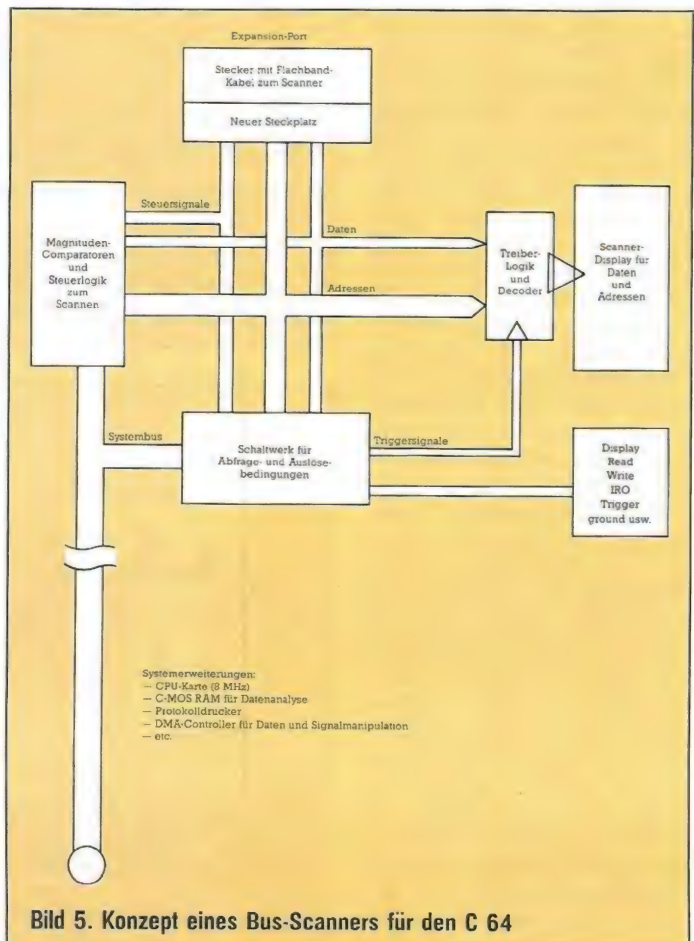 Expansion-Port
Stecker mit Flachband-
Kabel zum Scanner
Neuer Steckplatz
Steuersignale
Magnituden-
Comparatoren
und
Steuerlogik
zum
Scannen
Daten
Adressen
Treiber-
Logik
und
Decoder
Scanner-
Display für
Daten
und
Adressen
Systembus
Schaltwerk für
Abfrage- und Auslöse-
bedingungen
Triggersignale
Display
Read
Write
IRO
Trigger
ground usw.
Systemerweiterungen:
— CPU-Karte (8 MHz)
— C-MOS RAM für Datenanalyse
— Protokolldrucker
— DMA-Controller für Daten und Signalmanipulation
— etc.
Bild 5. Konzept eines Bus-Scanners für den C 64